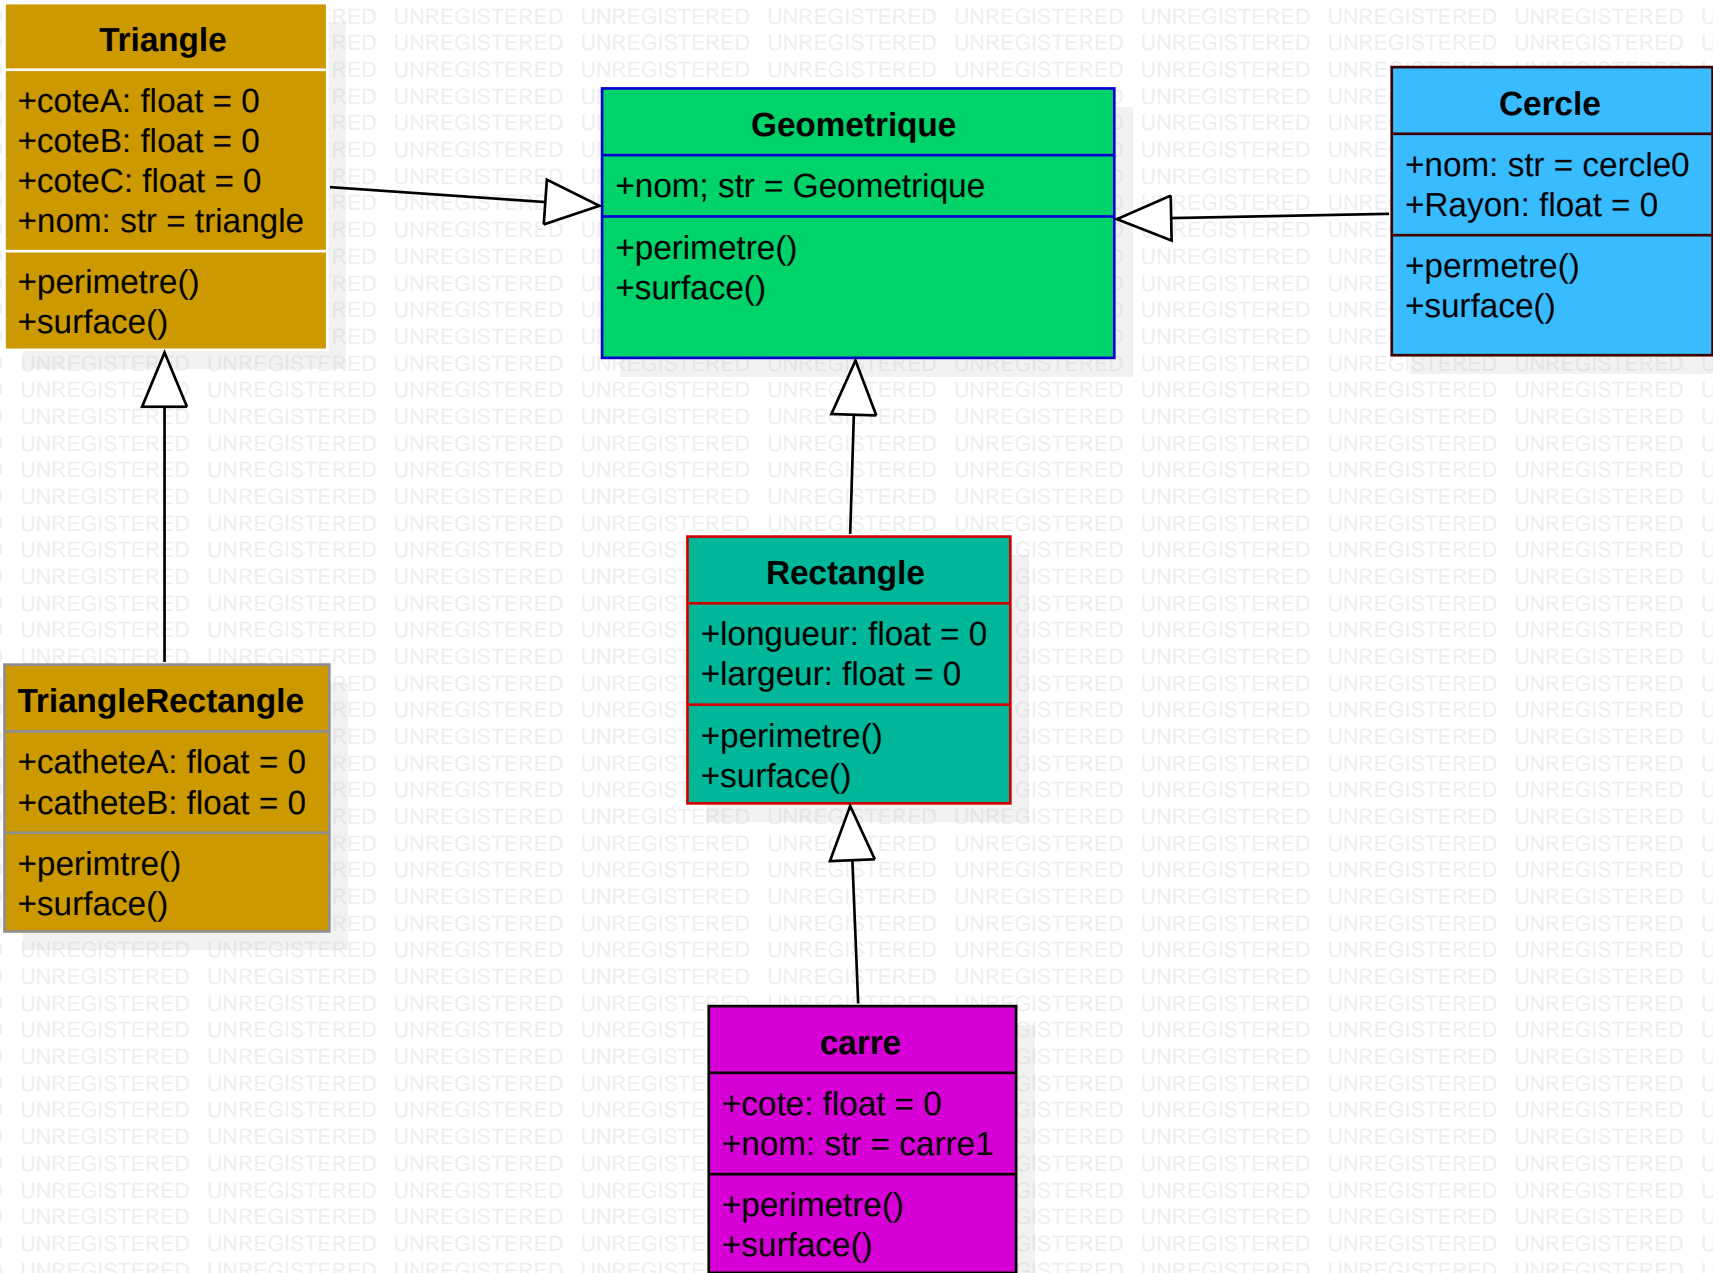 Triangle
+coteA: float = 0
+coteB: float = 0
+coteC: float = 0
+nom: str = triangle
+perimetre()
+surface()
Geometrique
+nom; str = Geometrique
+perimetre()
+surface()
Cercle
+nom: str = cercle0
+Rayon: float = 0
+permetre()
+surface()
Rectangle
+longueur: float = 0
+largeur: float = 0
+perimetre()
+surface()
TriangleRectangle
+catheteA: float = 0
+catheteB: float = 0
+perimtre()
+surface()
carre
+cote: float = 0
+nom: str = carre1
+perimetre()
+surface()
UNREGISTERED